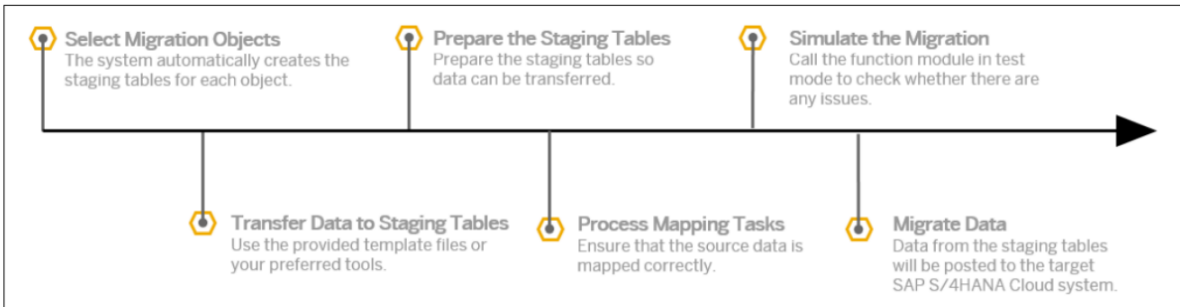 Select Migration Objects
The system automatically creates the
staging tables for each object.
Transfer Data to Staging Tables
Use the provided template files or
your preferred tools.
Prepare the Staging Tables
Prepare the staging tables so
data can be transferred.
Process Mapping Tasks
Ensure that the source data is
mapped correctly.
Simulate the Migration
Call the function module in test
mode to check whether there are
any issues.
Migrate Data
Data from the staging tables
will be posted to the target
SAP S/4HANA Cloud system.